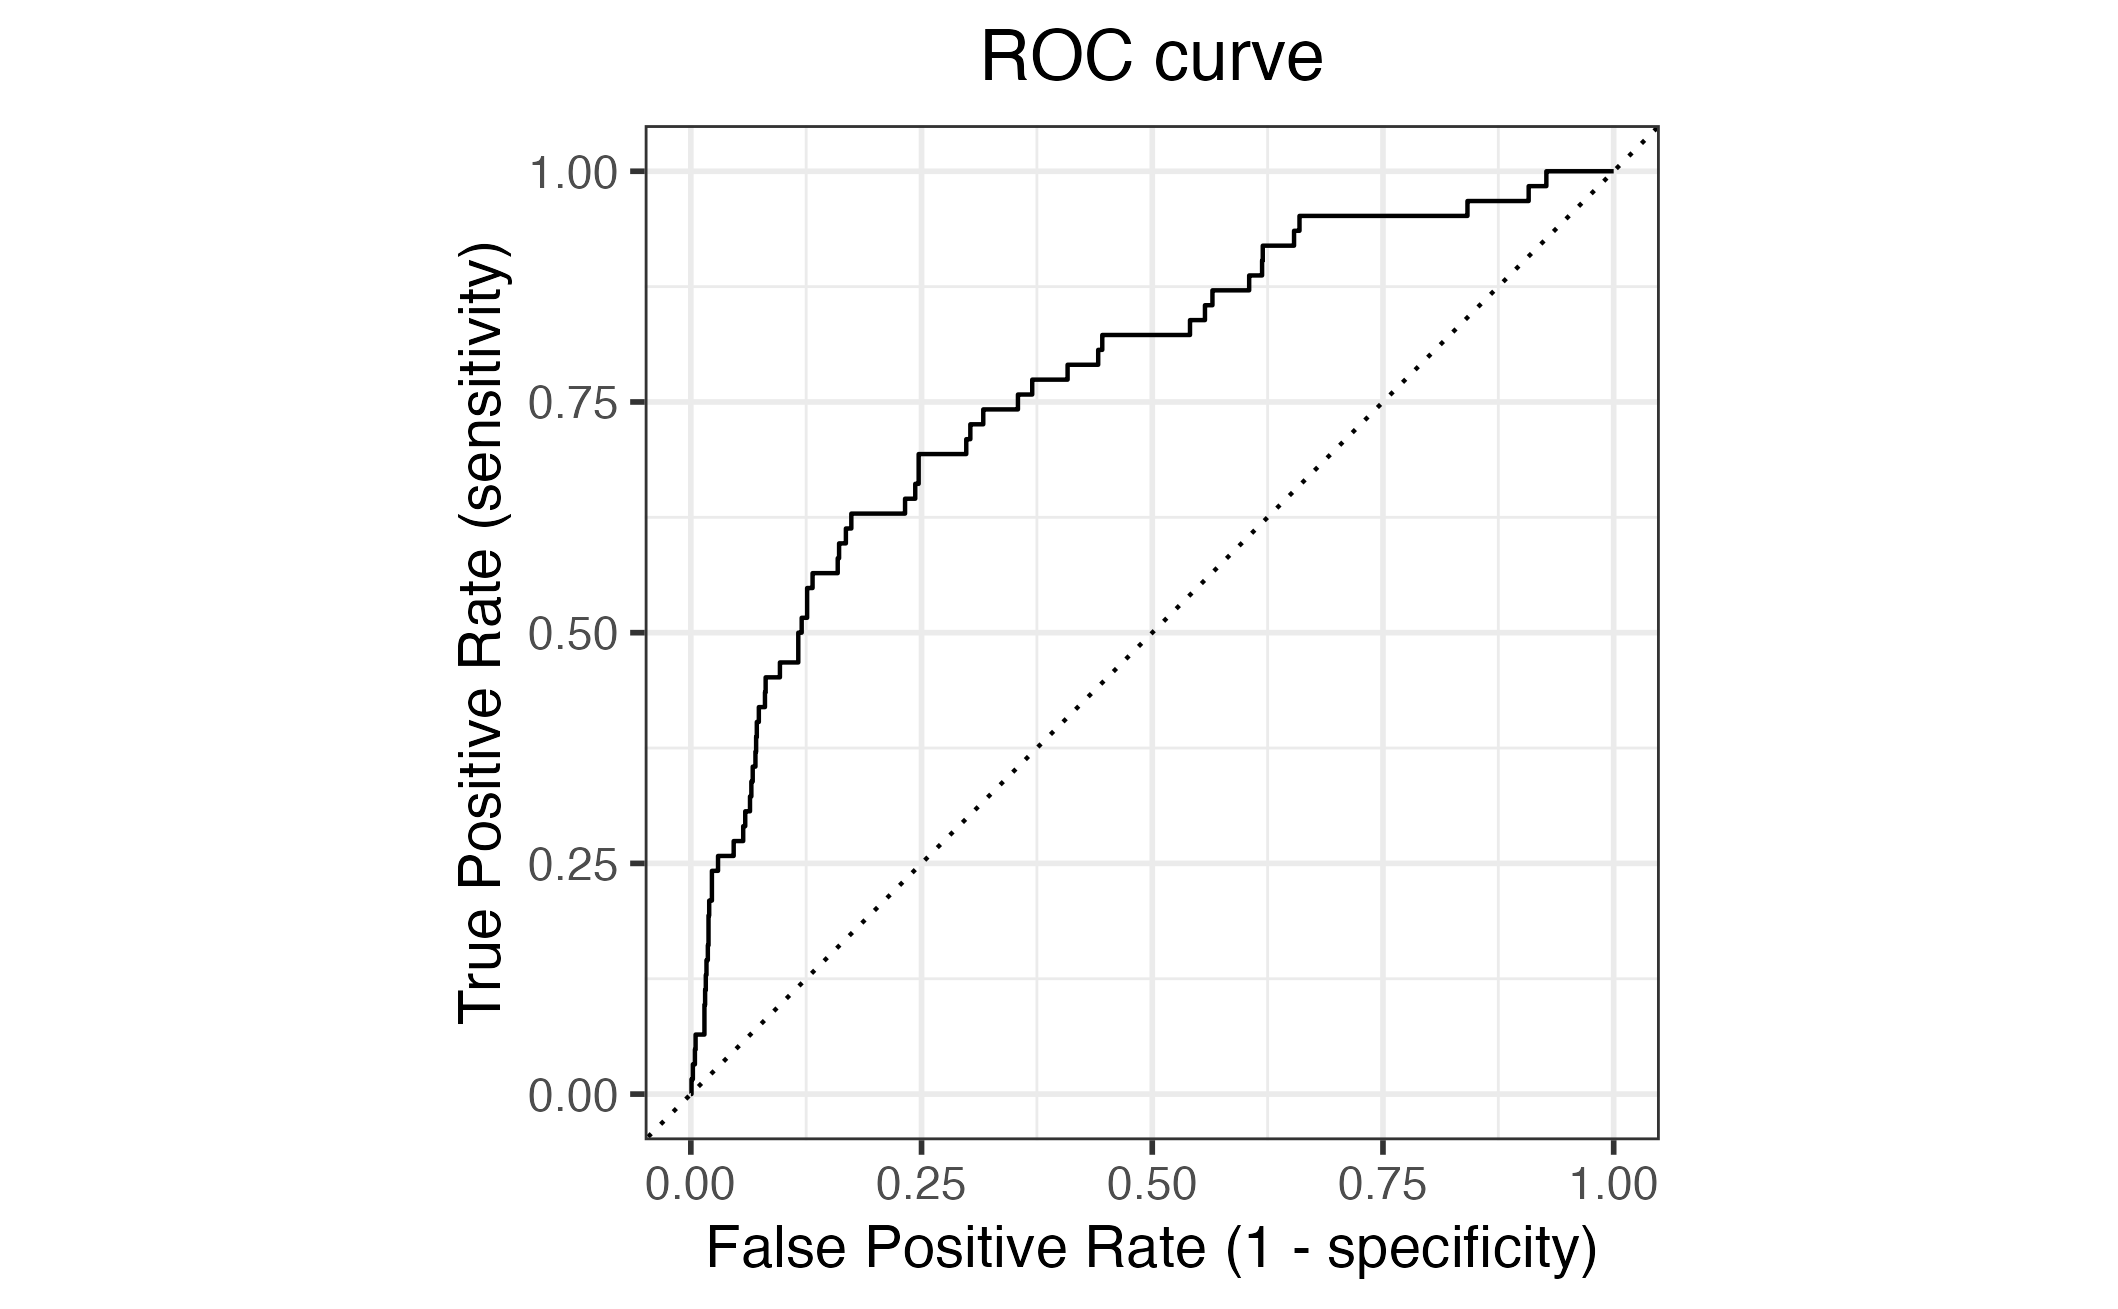 ROC curve
True Positive Rate (sensitivity)
1.00
0.75
0.50
0.25
0.00
0.00 0.25 0.50 0.75 1.00
False Positive Rate (1 - specificity)